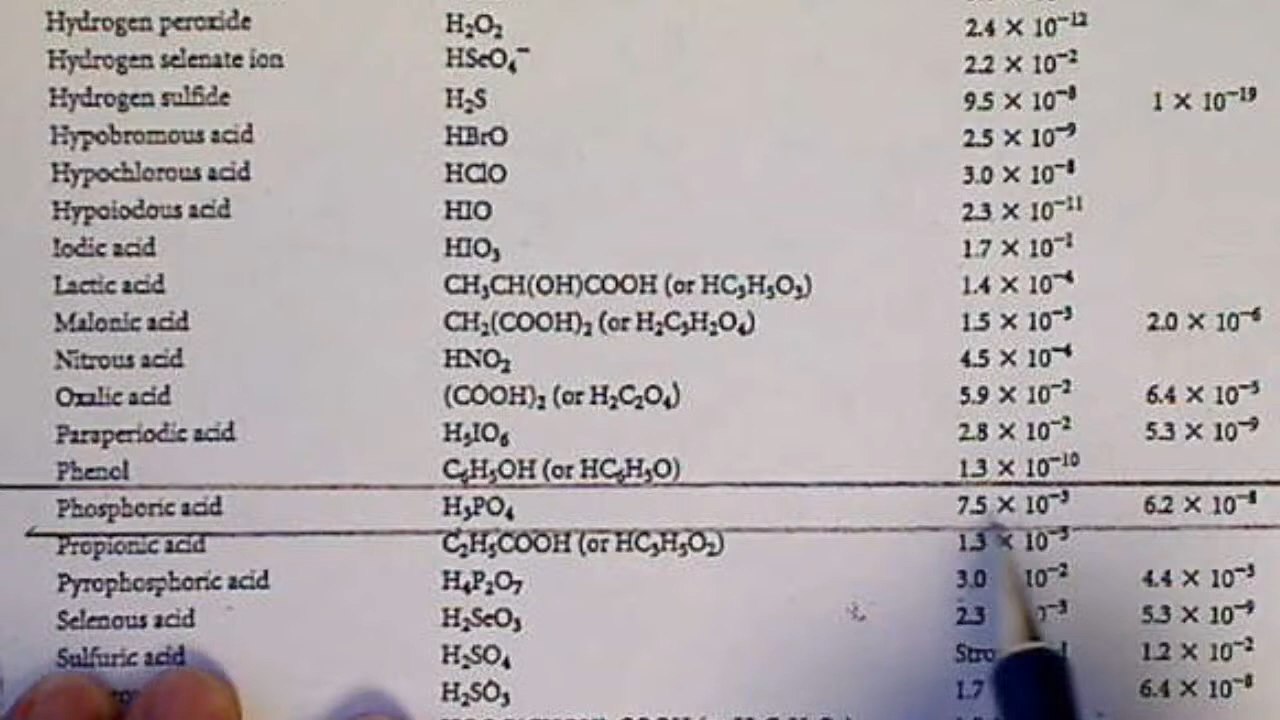 Hydrogen peroxide H₂O₂ 2.4 × 10⁻¹²
Hydrogen selenate ion HSeO₄⁻ 2.2 × 10⁻²
Hydrogen sulfide H₂S 9.5 × 10⁻⁸ 1 × 10⁻¹⁹
Hypobromous acid HBrO 2.5 × 10⁻⁹
Hypochlorous acid HClO 3.0 × 10⁻⁸
Hypoiodous acid HIO 2.3 × 10⁻¹¹
Iodic acid HIO₃ 1.7 × 10⁻¹
Lactic acid CH₃CH(OH)COOH (or HC₃H₅O₃) 1.4 × 10⁻⁴
Malonic acid CH₂(COOH)₂ (or H₂C₃H₂O₄) 1.5 × 10⁻³ 2.0 × 10⁻⁶
Nitrous acid HNO₂ 4.5 × 10⁻⁴
Oxalic acid (COOH)₂ (or H₂C₂O₄) 5.9 × 10⁻² 6.4 × 10⁻⁵
Paraperiodic acid H₅IO₆ 2.8 × 10⁻² 5.3 × 10⁻⁹
Phenol C₆H₅OH (or HC₆H₅O) 1.3 × 10⁻¹⁰
Phosphoric acid H₃PO₄ 7.5 × 10⁻³ 6.2 × 10⁻⁸
Propionic acid C₂H₅COOH (or HC₃H₅O₂) 1.3 × 10⁻⁵
Pyrophosphoric acid H₄P₂O₇ 3.0 10⁻² 4.4 × 10⁻³
Selenous acid H₂SeO₃ 2.3 5.3 × 10⁻⁹
Sulfuric acid H₂SO₄ 1.2 × 10⁻²
H₂SO₃ 1.7 6.4 × 10⁻⁸